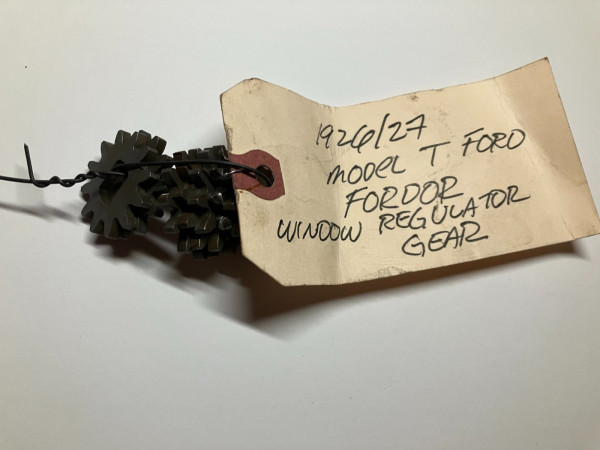 1926/27
MODEL T FORD
FORDOR
WINDOW REGULATOR
GEAR